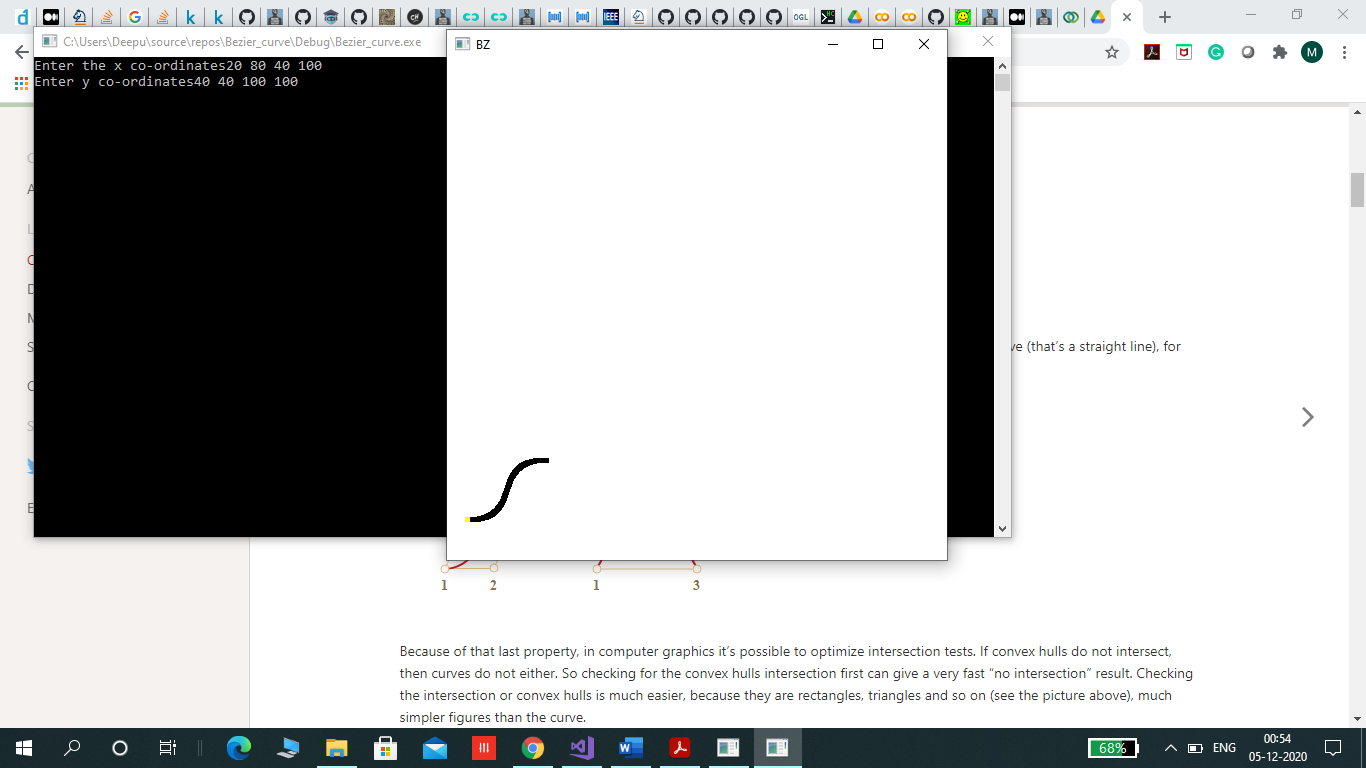 C:\Users\Deepu\source\repos\Bezier_curve\Debug\Bezier_curve.exe
BZ
Enter the x co-ordinates20 80 40 100
Enter y co-ordinates40 40 100 100
(that's a straight line), for
1 2 1 3
Because of that last property, in computer graphics it's possible to optimize intersection tests. If convex hulls do not intersect,
then curves do not either. So checking for the convex hulls intersection first can give a very fast “no intersection” result. Checking
the intersection or convex hulls is much easier, because they are rectangles, triangles and so on (see the picture above), much
simpler figures than the curve.
68%
ENG
00:54
05-12-2020